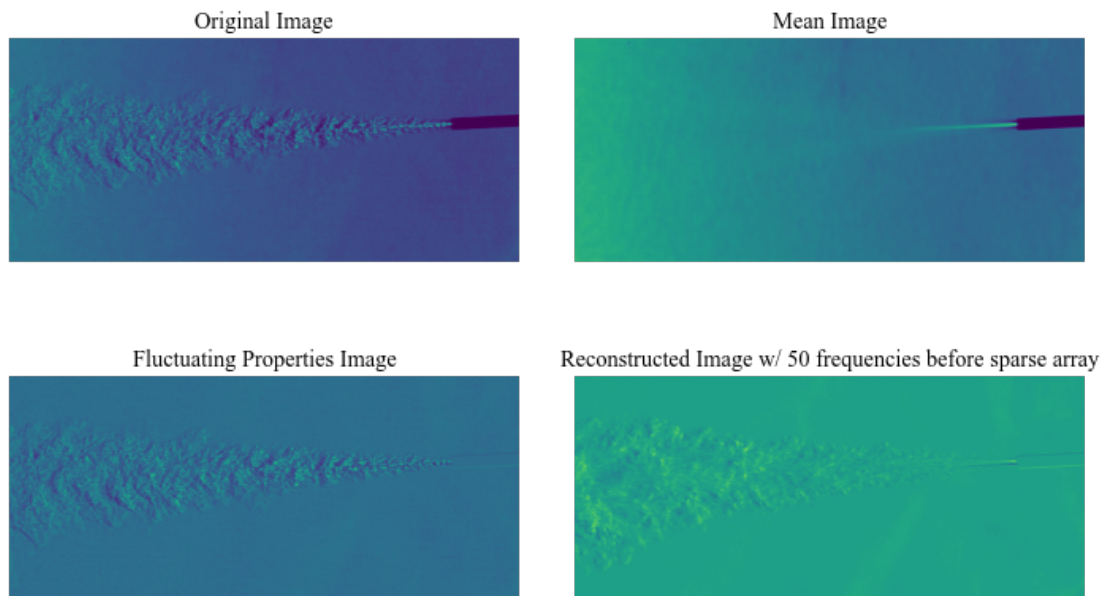 Original Image
Mean Image
Fluctuating Properties Image
Reconstructed Image w/ 50 frequencies before sparse array